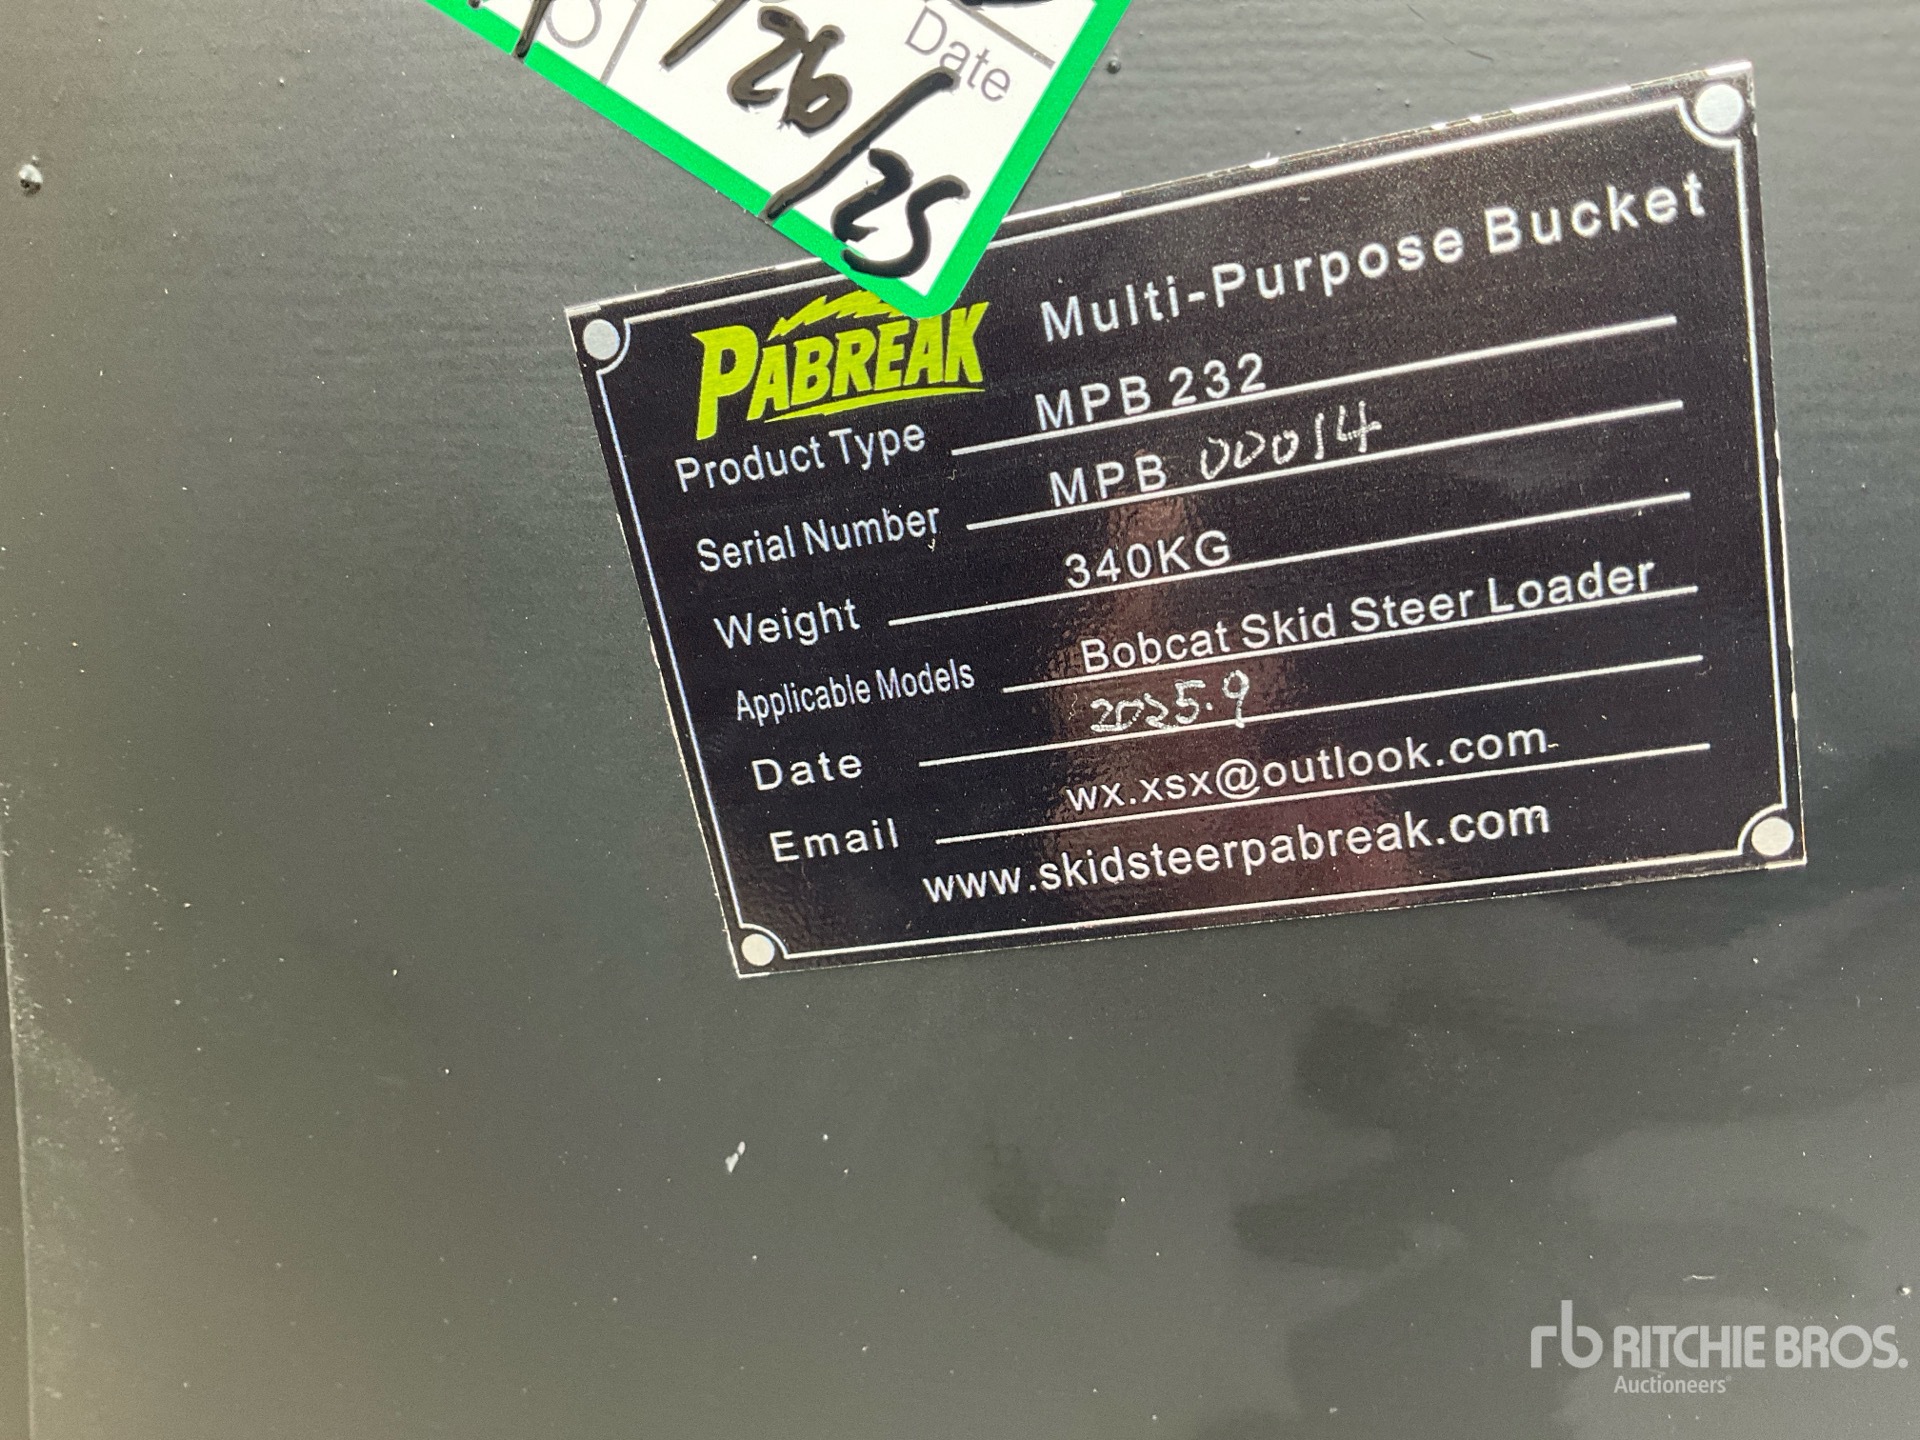 Date
/26/25
PABREAK
Multi-Purpose Bucket
Product Type MPB 232
Serial Number MPB 00014
Weight 340KG
Applicable Models Bobcat Skid Steer Loader
Date 2025.9
Email wx.xsx@outlook.com
www.skidsteerpabreak.com
rb RITCHIE BROS.
Auctioneers